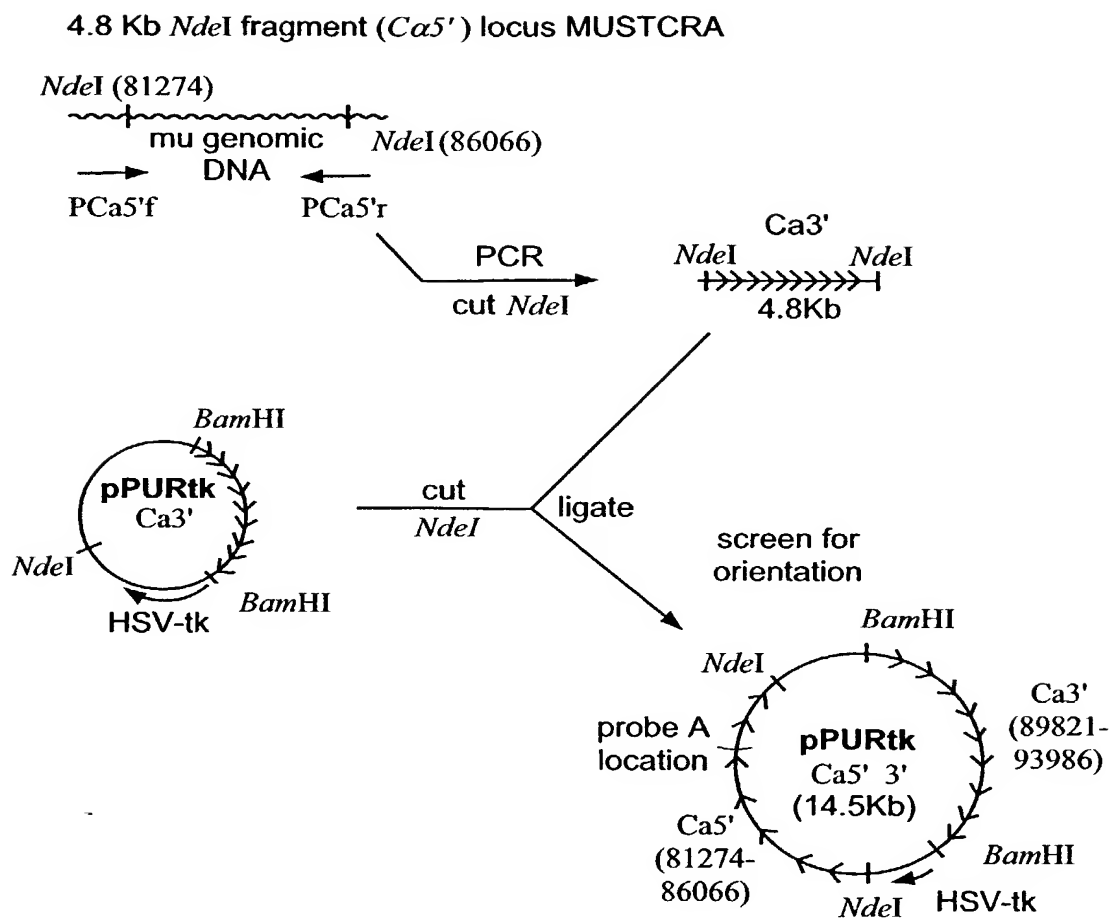 4.8 Kb NdeI fragment (Cα5') locus MUSTCRA
NdeI (81274)
mu genomic
DNA
NdeI (86066)
PCa5'f
PCa5'r
PCR
cut NdeI
Ca3'
NdeI
NdeI
4.8Kb
BamHI
pPURtk
Ca3'
NdeI
BamHI
HSV-tk
cut
NdeI
ligate
screen for
orientation
BamHI
NdeI
probe A
location
pPURtk
Ca5' 3'
(14.5Kb)
Ca3'
(89821-
93986)
Ca5'
(81274-
86066)
BamHI
NdeI
HSV-tk